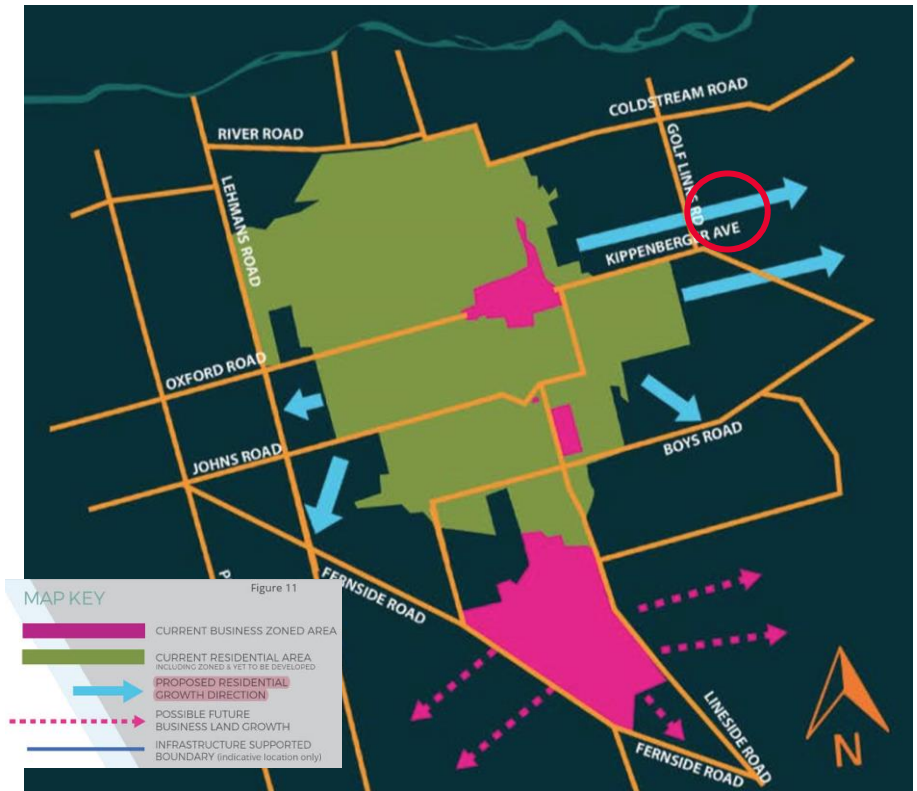 COLDSTREAM ROAD
RIVER ROAD
GOLF LINKS RD
LEHMANS ROAD
KIPPENBERGER AVE
OXFORD ROAD
JOHNS ROAD
BOYS ROAD
FERNSIDE ROAD
LINESIDE ROAD
FERNSIDE ROAD
N
Figure 11
MAP KEY
CURRENT BUSINESS ZONED AREA
CURRENT RESIDENTIAL AREA
INCLUDING ZONED & YET TO BE DEVELOPED
PROPOSED RESIDENTIAL
GROWTH DIRECTION
POSSIBLE FUTURE
BUSINESS LAND GROWTH
INFRASTRUCTURE SUPPORTED
BOUNDARY (indicative location only)